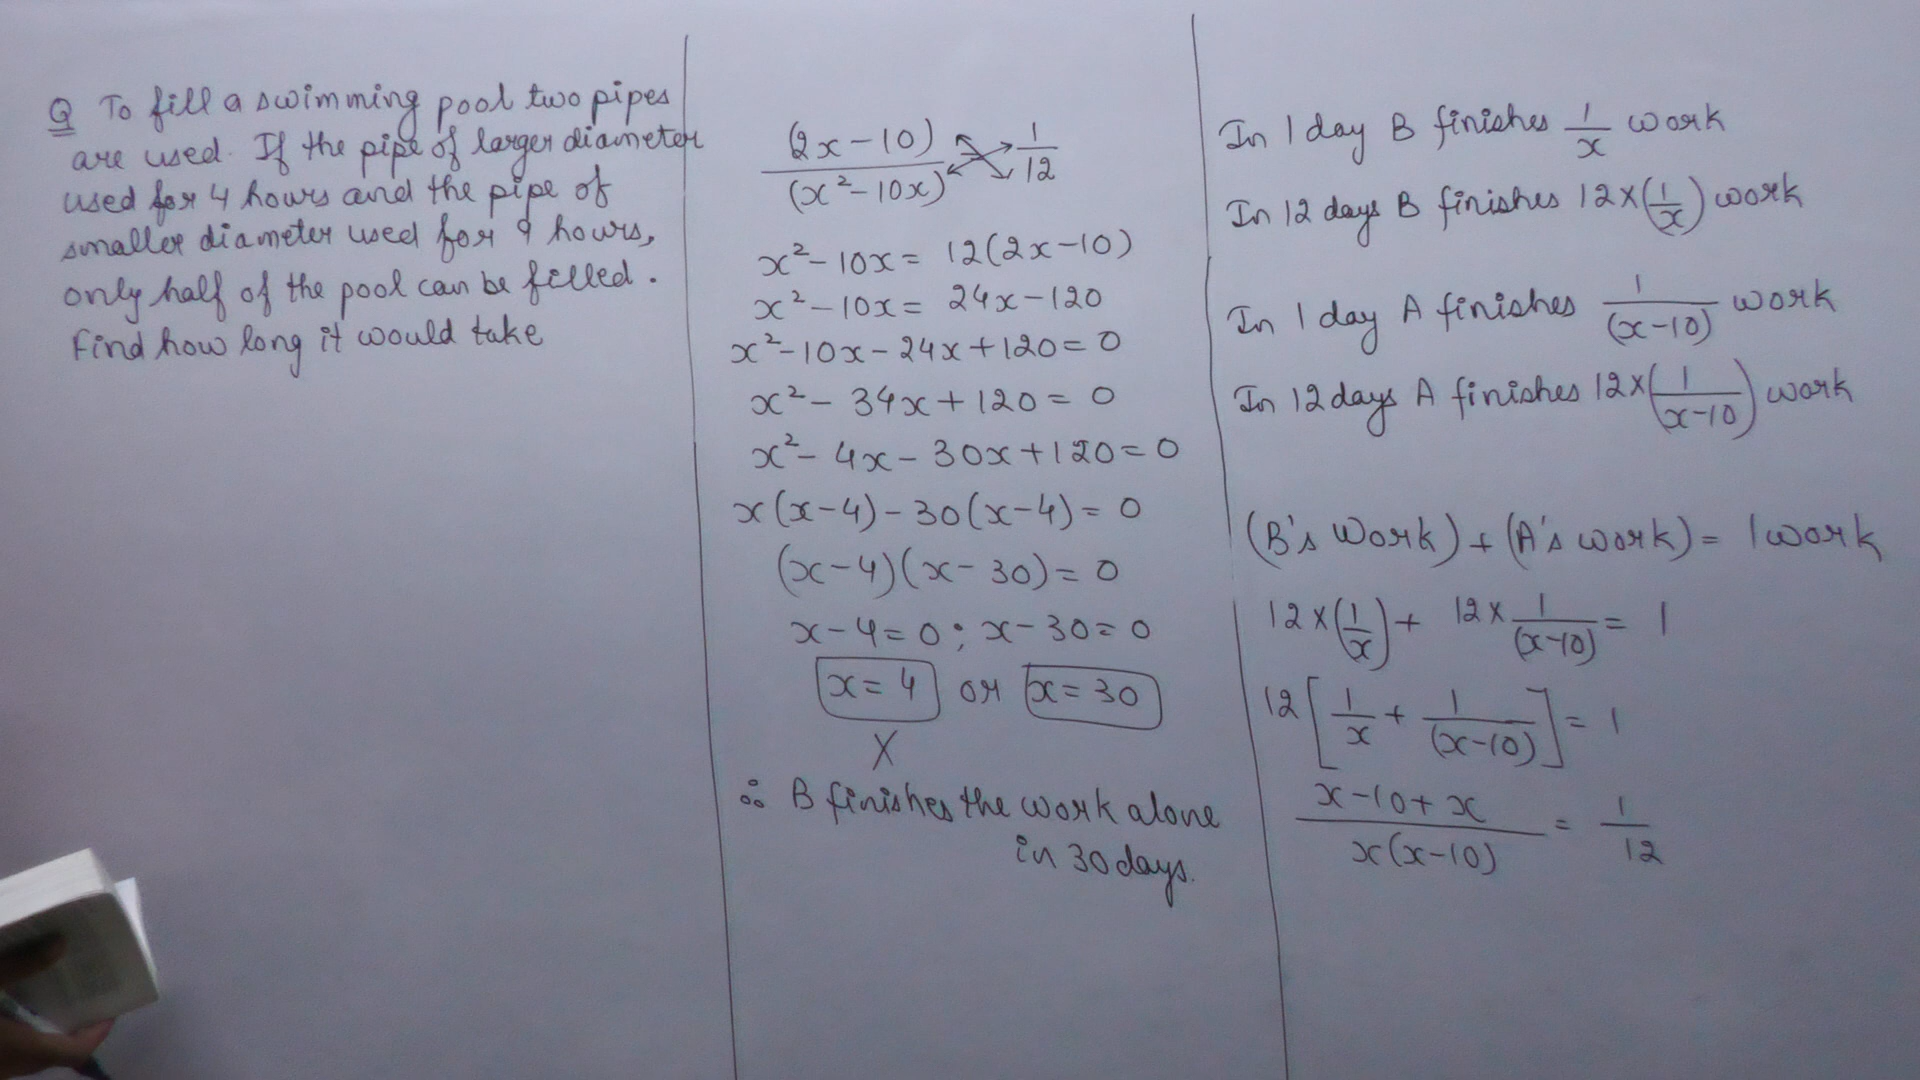 Q To fill a swimming pool two pipes
are used. If the pipe of larger diameter
used for 4 hours and the pipe of
smaller diameter used for 9 hours,
only half of the pool can be filled.
Find how long it would take
(2x-10)/(x²-10x) 1/12
x²-10x = 12(2x-10)
x²-10x = 24x-120
x²-10x-24x+120=0
x²-34x+120=0
x²-4x-30x+120=0
x(x-4)-30(x-4)=0
(x-4)(x-30)=0
x-4=0; x-30=0
x=4 or x=30
X
∴ B finishes the work alone
in 30 days.
In 1 day B finishes 1/x work
In 12 days B finishes 12×(1/x) work
In 1 day A finishes 1/(x-10) work
In 12 days A finishes 12×(1/x-10) work
(B's Work)+(A's work)= 1 work
12×(1/x)+ 12×1/(x-10)= 1
12[1/x + 1/(x-10)]= 1
x-10+x/x(x-10) = 1/12